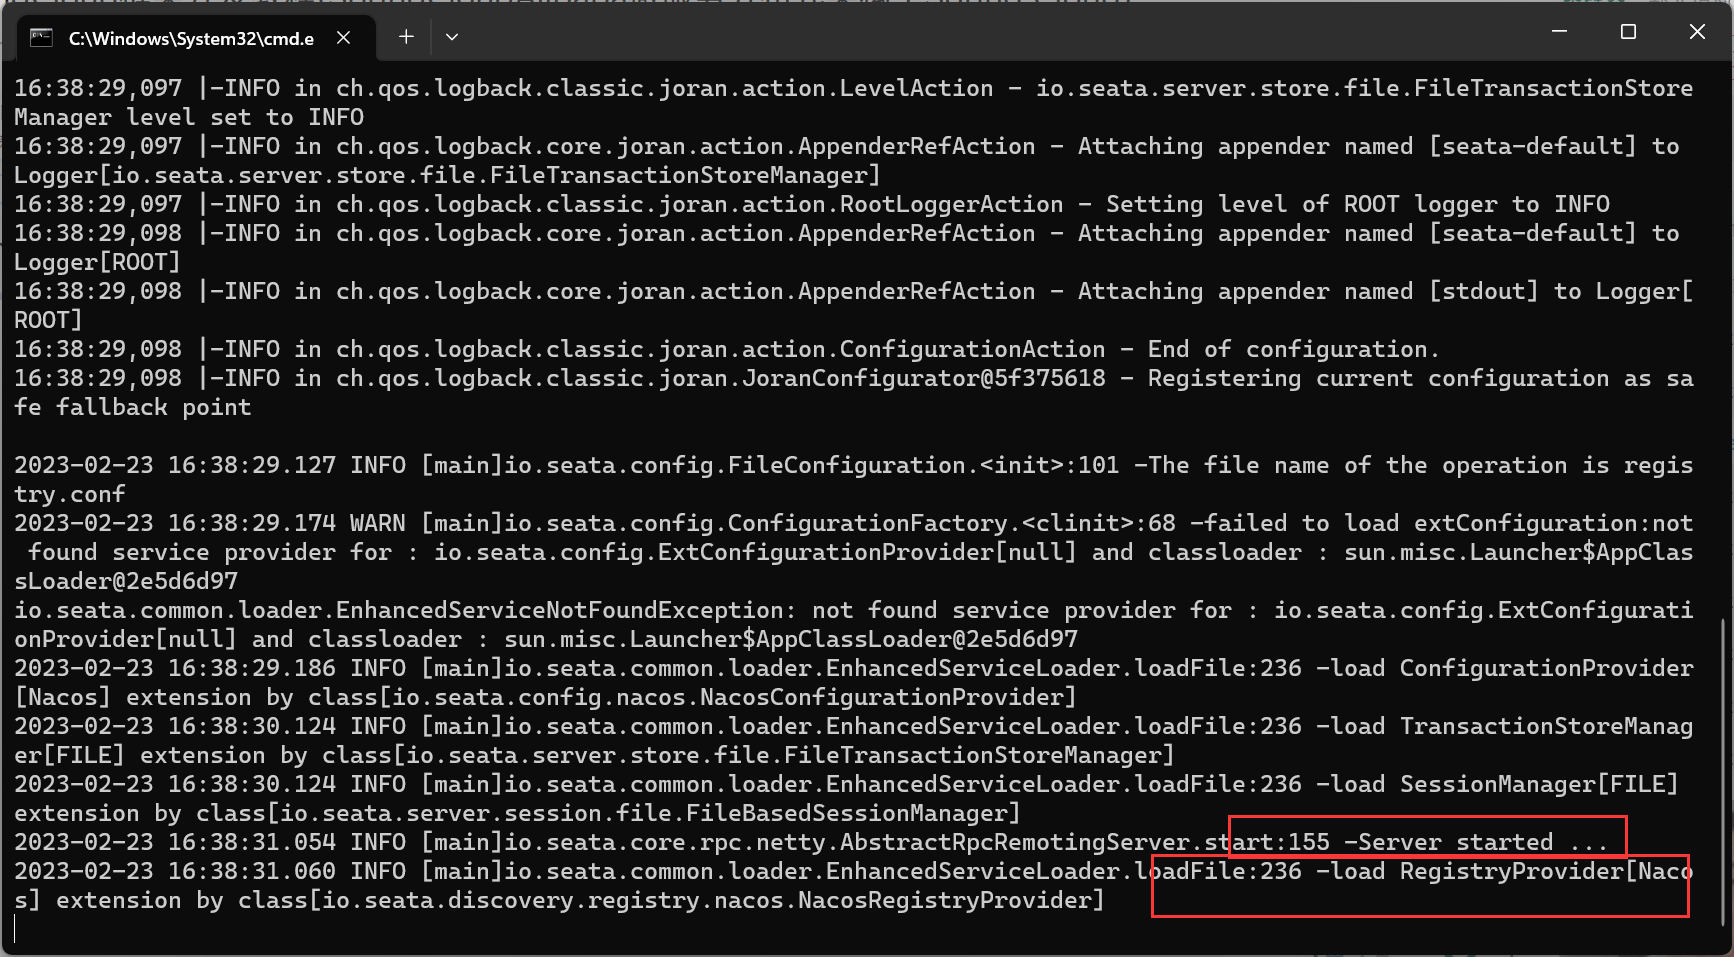 C:\Windows\System32\cmd.e
16:38:29,097 |-INFO in ch.qos.logback.classic.joran.action.LevelAction - io.seata.server.store.file.FileTransactionStore
Manager level set to INFO
16:38:29,097 |-INFO in ch.qos.logback.core.joran.action.AppenderRefAction - Attaching appender named [seata-default] to
Logger[io.seata.server.store.file.FileTransactionStoreManager]
16:38:29,097 |-INFO in ch.qos.logback.classic.joran.action.RootLoggerAction - Setting level of ROOT logger to INFO
16:38:29,098 |-INFO in ch.qos.logback.core.joran.action.AppenderRefAction - Attaching appender named [seata-default] to
Logger[ROOT]
16:38:29,098 |-INFO in ch.qos.logback.core.joran.action.AppenderRefAction - Attaching appender named [stdout] to Logger[
ROOT]
16:38:29,098 |-INFO in ch.qos.logback.classic.joran.action.ConfigurationAction - End of configuration.
16:38:29,098 |-INFO in ch.qos.logback.classic.joran.JoranConfigurator@5f375618 - Registering current configuration as sa
fe fallback point
2023-02-23 16:38:29.127 INFO [main]io.seata.config.FileConfiguration.<init>:101 -The file name of the operation is regis
try.conf
2023-02-23 16:38:29.174 WARN [main]io.seata.config.ConfigurationFactory.<clinit>:68 -failed to load extConfiguration:not
 found service provider for : io.seata.config.ExtConfigurationProvider[null] and classloader : sun.misc.Launcher$AppClas
sLoader@2e5d6d97
io.seata.common.loader.EnhancedServiceNotFoundException: not found service provider for : io.seata.config.ExtConfigurati
onProvider[null] and classloader : sun.misc.Launcher$AppClassLoader@2e5d6d97
2023-02-23 16:38:29.186 INFO [main]io.seata.common.loader.EnhancedServiceLoader.loadFile:236 -load ConfigurationProvider
[Nacos] extension by class[io.seata.config.nacos.NacosConfigurationProvider]
2023-02-23 16:38:30.124 INFO [main]io.seata.common.loader.EnhancedServiceLoader.loadFile:236 -load TransactionStoreManag
er[FILE] extension by class[io.seata.server.store.file.FileTransactionStoreManager]
2023-02-23 16:38:30.124 INFO [main]io.seata.common.loader.EnhancedServiceLoader.loadFile:236 -load SessionManager[FILE]
extension by class[io.seata.server.session.file.FileBasedSessionManager]
2023-02-23 16:38:31.054 INFO [main]io.seata.core.rpc.netty.AbstractRpcRemotingServer.start:155 -Server started ...
2023-02-23 16:38:31.060 INFO [main]io.seata.common.loader.EnhancedServiceLoader.loadFile:236 -load RegistryProvider[Naco
s] extension by class[io.seata.discovery.registry.nacos.NacosRegistryProvider]